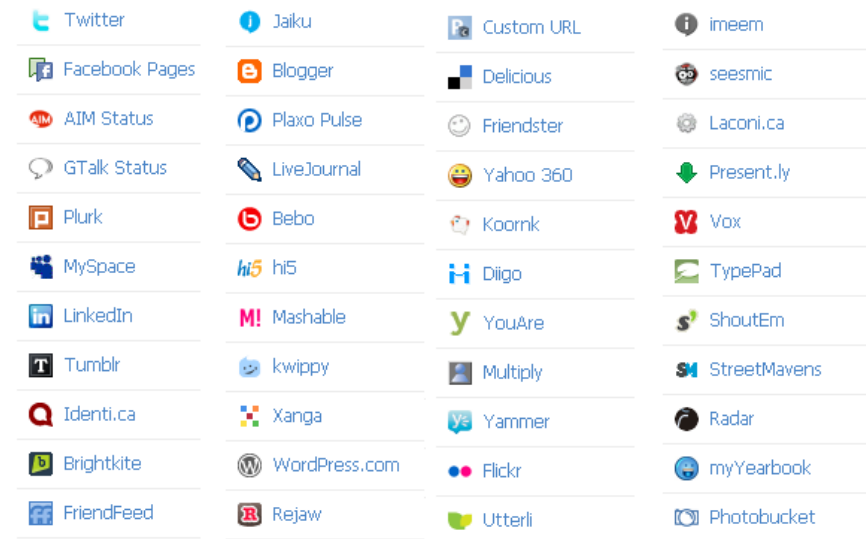 Twitter
Facebook Pages
AIM Status
GTalk Status
Plurk
MySpace
LinkedIn
Tumblr
Identi.ca
Brightkite
FriendFeed
Jaiku
Blogger
Plaxo Pulse
LiveJournal
Bebo
hi5
Mashable
kwippy
Xanga
WordPress.com
Rejaw
Custom URL
Delicious
Friendster
Yahoo 360
Koornk
Diigo
YouAre
Multiply
Yammer
Flickr
Utterli
imeem
seesmic
Laconi.ca
Present.ly
Vox
TypePad
ShoutEm
StreetMavens
Radar
myYearbook
Photobucket